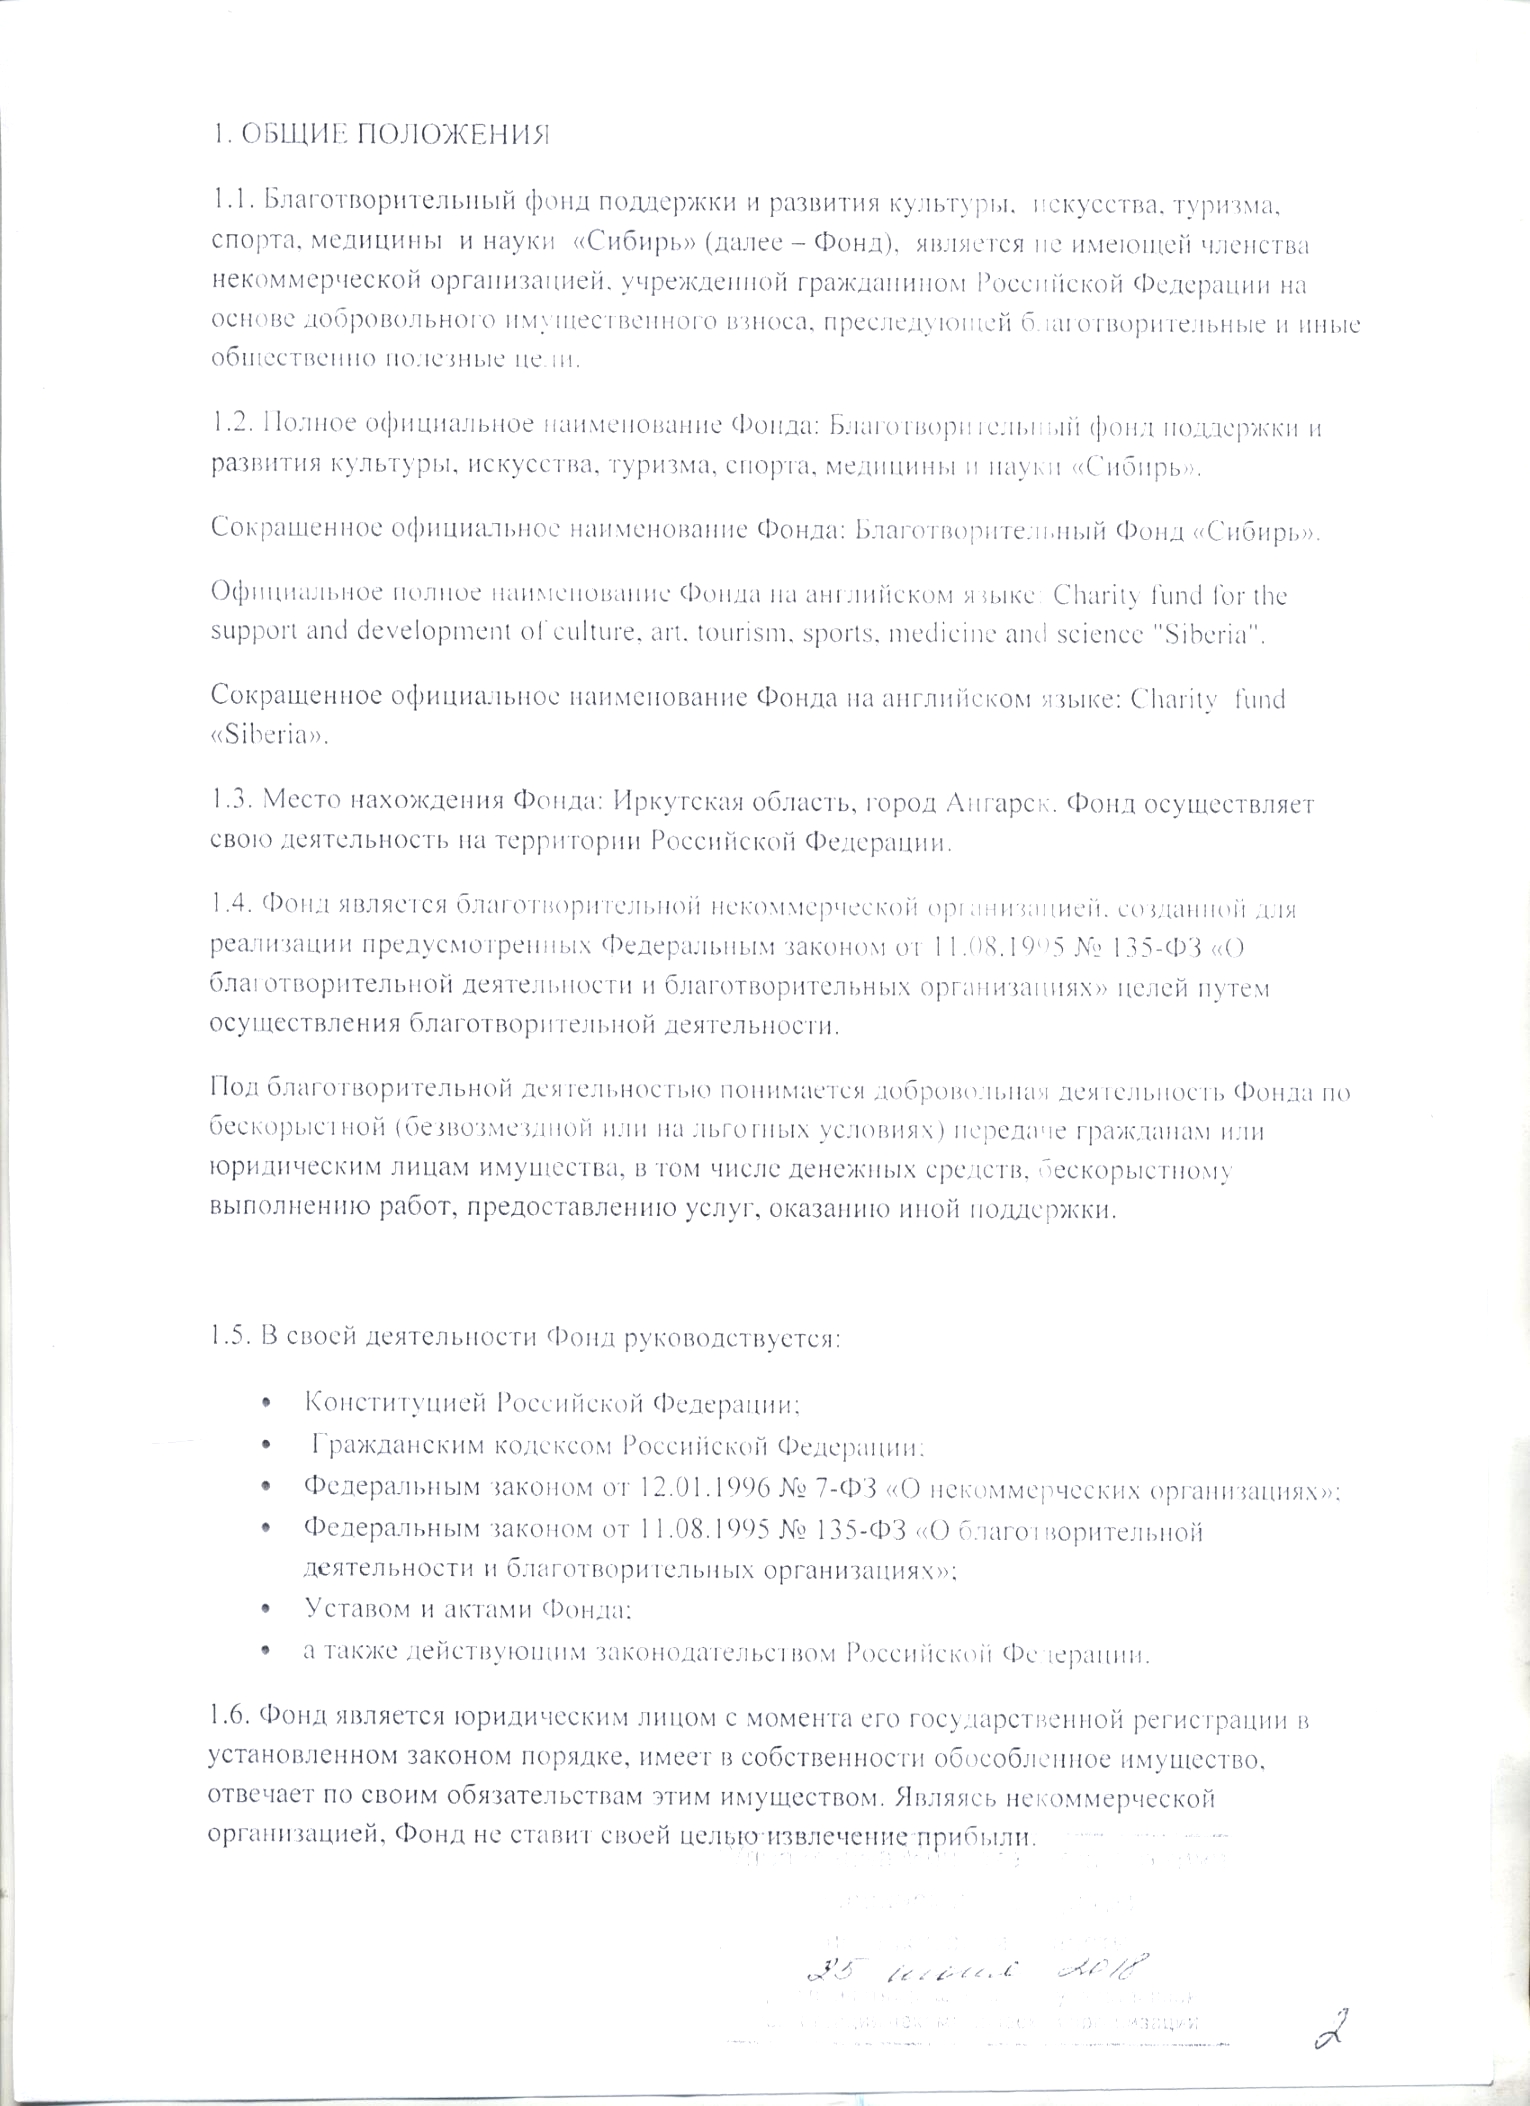 1. ОБЩИЕ ПОЛОЖЕНИЯ
1.1. Благотворительный фонд поддержки и развития культуры, искусства, туризма,
спорта, медицины и науки «Сибирь» (далее – Фонд), является не имеющей членства
некоммерческой организацией, учрежденной гражданином Российской Федерации на
основе добровольного имущественного взноса, преследующей благотворительные и иные
общественно полезные цели.
1.2. Полное официальное наименование Фонда: Благотворительный фонд поддержки и
развития культуры, искусства, туризма, спорта, медицины и науки «Сибирь».
Сокращенное официальное наименование Фонда: Благотворительный Фонд «Сибирь».
Официальное полное наименование Фонда на английском языке: Charity fund for the
support and development of culture, art, tourism, sports, medicine and science "Siberia".
Сокращенное официальное наименование Фонда на английском языке: Charity fund
«Siberia».
1.3. Место нахождения Фонда: Иркутская область, город Ангарск. Фонд осуществляет
свою деятельность на территории Российской Федерации.
1.4. Фонд является благотворительной некоммерческой организацией, созданной для
реализации предусмотренных Федеральным законом от 11.08.1995 № 135-ФЗ «О
благотворительной деятельности и благотворительных организациях» целей путем
осуществления благотворительной деятельности.
Под благотворительной деятельностью понимается добровольная деятельность Фонда по
бескорыстной (безвозмездной или на льготных условиях) передаче гражданам или
юридическим лицам имущества, в том числе денежных средств, бескорыстному
выполнению работ, предоставлению услуг, оказанию иной поддержки.
1.5. В своей деятельности Фонд руководствуется:
• Конституцией Российской Федерации;
• Гражданским кодексом Российской Федерации;
• Федеральным законом от 12.01.1996 № 7-ФЗ «О некоммерческих организациях»;
• Федеральным законом от 11.08.1995 № 135-ФЗ «О благотворительной
деятельности и благотворительных организациях»;
• Уставом и актами Фонда;
• а также действующим законодательством Российской Федерации.
1.6. Фонд является юридическим лицом с момента его государственной регистрации в
установленном законом порядке, имеет в собственности обособленное имущество,
отвечает по своим обязательствам этим имуществом. Являясь некоммерческой
организацией, Фонд не ставит своей целью извлечение прибыли.
25 2018
2